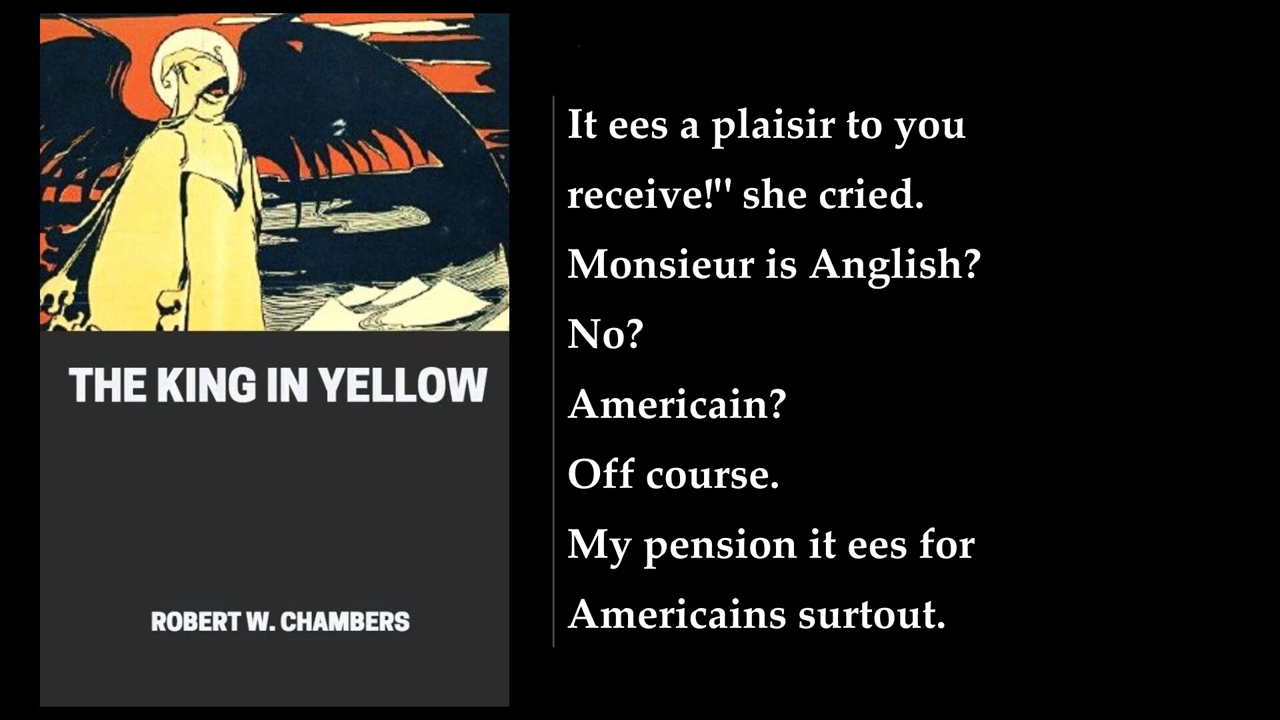 THE KING IN YELLOW
ROBERT W. CHAMBERS
It ees a plaisir to you
receive!" she cried.
Monsieur is Anglish?
No?
Americain?
Off course.
My pension it ees for
Americains surtout.